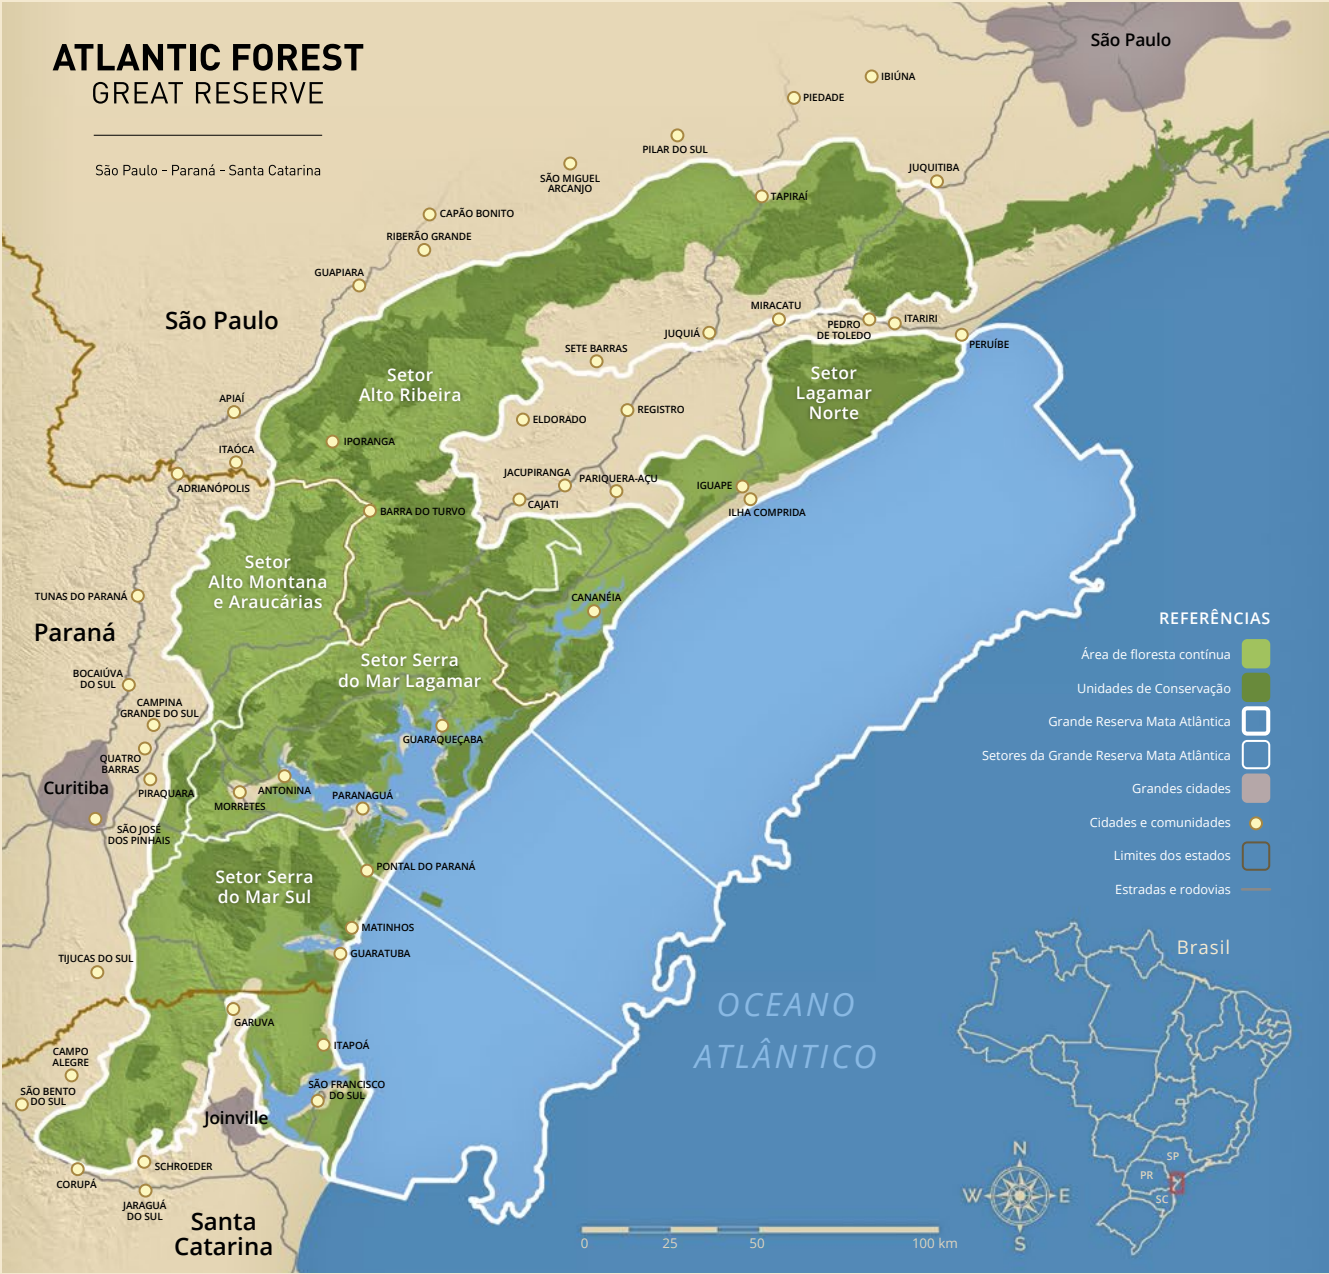 ATLANTIC FOREST
GREAT RESERVE
São Paulo - Paraná - Santa Catarina
São Paulo
IBIÚNA
PIEDADE
PILAR DO SUL
SÃO MIGUEL
ARCANJO
JUQUITIBA
TAPIRAÍ
CAPÃO BONITO
RIBERÃO GRANDE
GUAPIARA
São Paulo
MIRACATU
PEDRO
DE TOLEDO
ITARIRI
JUQUIÁ
PERUÍBE
SETE BARRAS
Setor
Alto Ribeira
Setor
Lagamar
Norte
APIAÍ
ELDORADO
REGISTRO
IPORANGA
ITAÓCA
ADRIANÓPOLIS
JACUPIRANGA
PARIQUERA-AÇU
CAJATI
IGUAPE
ILHA COMPRIDA
BARRA DO TURVO
Setor
Alto Montana
e Araucárias
TUNAS DO PARANÁ
CANANÉIA
Paraná
Setor Serra
do Mar Lagamar
BOCAIÚVA
DO SUL
CAMPINA
GRANDE DO SUL
GUARAQUEÇABA
QUATRO
BARRAS
Curitiba
PIRAQUARA
MORRETES
ANTONINA
PARANAGUÁ
SÃO JOSÉ
DOS PINHAIS
PONTAL DO PARANÁ
Setor Serra
do Mar Sul
MATINHOS
GUARATUBA
TIJUCAS DO SUL
GARUVA
ITAPOÁ
CAMPO
ALEGRE
SÃO BENTO
DO SUL
SÃO FRANCISCO
DO SUL
Joinville
SCHROEDER
CORUPÁ
JARAGUÁ
DO SUL
Santa
Catarina
REFERÊNCIAS
Área de floresta contínua
Unidades de Conservação
Grande Reserva Mata Atlântica
Setores da Grande Reserva Mata Atlântica
Grandes cidades
Cidades e comunidades
Limites dos estados
Estradas e rodovias
OCEANO
ATLÂNTICO
Brasil
SP
PR
SC
N
W
E
S
0 25 50 100 km